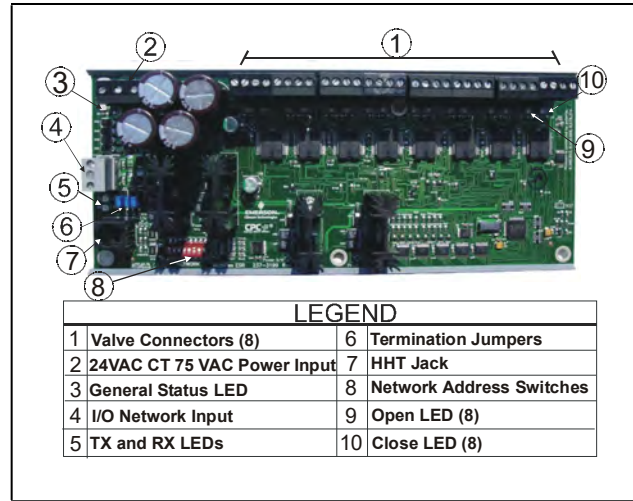 1
2
3
10
4
9
5
6
7
EMERSON
CPC
8
LEGEND
1 Valve Connectors (8) 6 Termination Jumpers
2 24VAC CT 75 VAC Power Input 7 HHT Jack
3 General Status LED 8 Network Address Switches
4 I/O Network Input 9 Open LED (8)
5 TX and RX LEDs 10 Close LED (8)